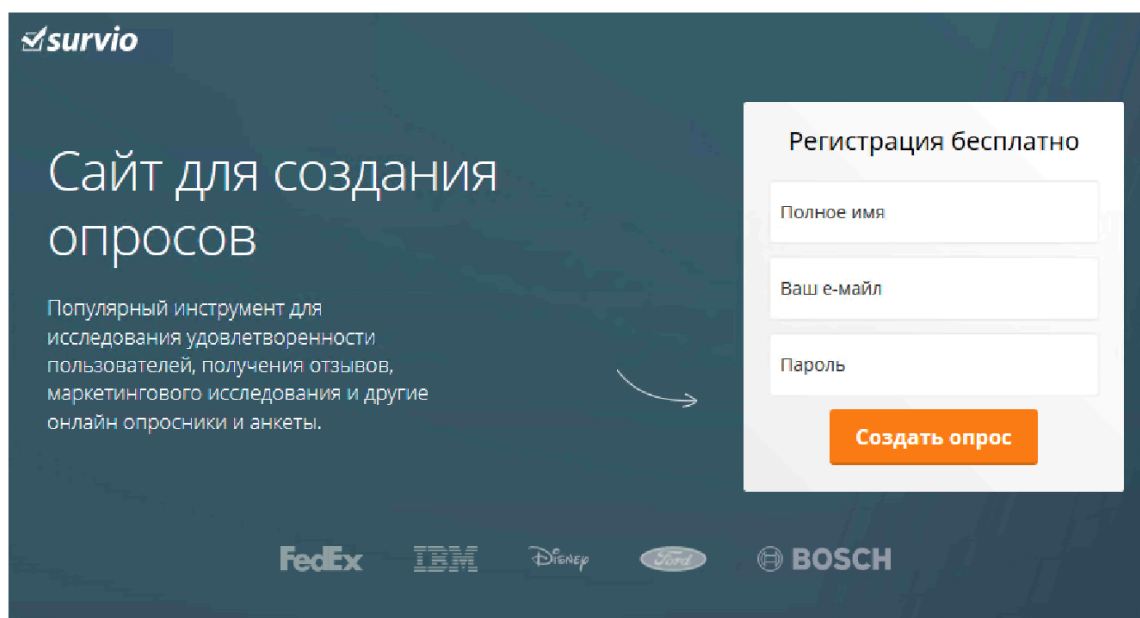 survio
Сайт для создания
опросов
Популярный инструмент для
исследования удовлетворенности
пользователей, получения отзывов,
маркетингового исследования и другие
онлайн опросники и анкеты.
Регистрация бесплатно
Полное имя
Ваш е-майл
Пароль
Создать опрос
FedEx IBM Disney Ford BOSCH